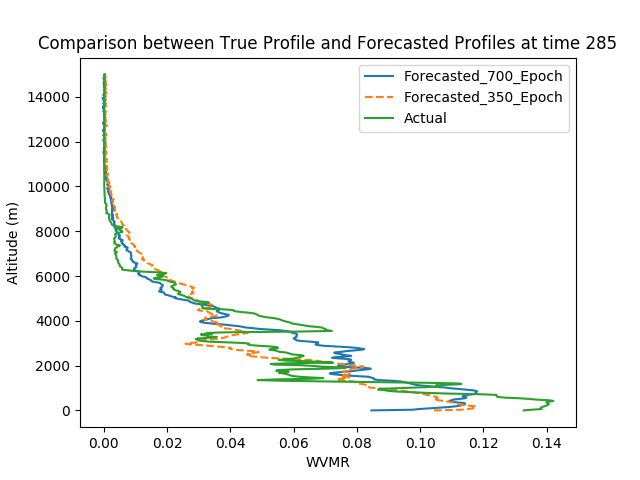 Comparison between True Profile and Forecasted Profiles at time 285
Forecasted_700_Epoch
Forecasted_350_Epoch
Actual
14000
12000
10000
8000
6000
4000
2000
0
Altitude (m)
0.00 0.02 0.04 0.06 0.08 0.10 0.12 0.14
WVMR